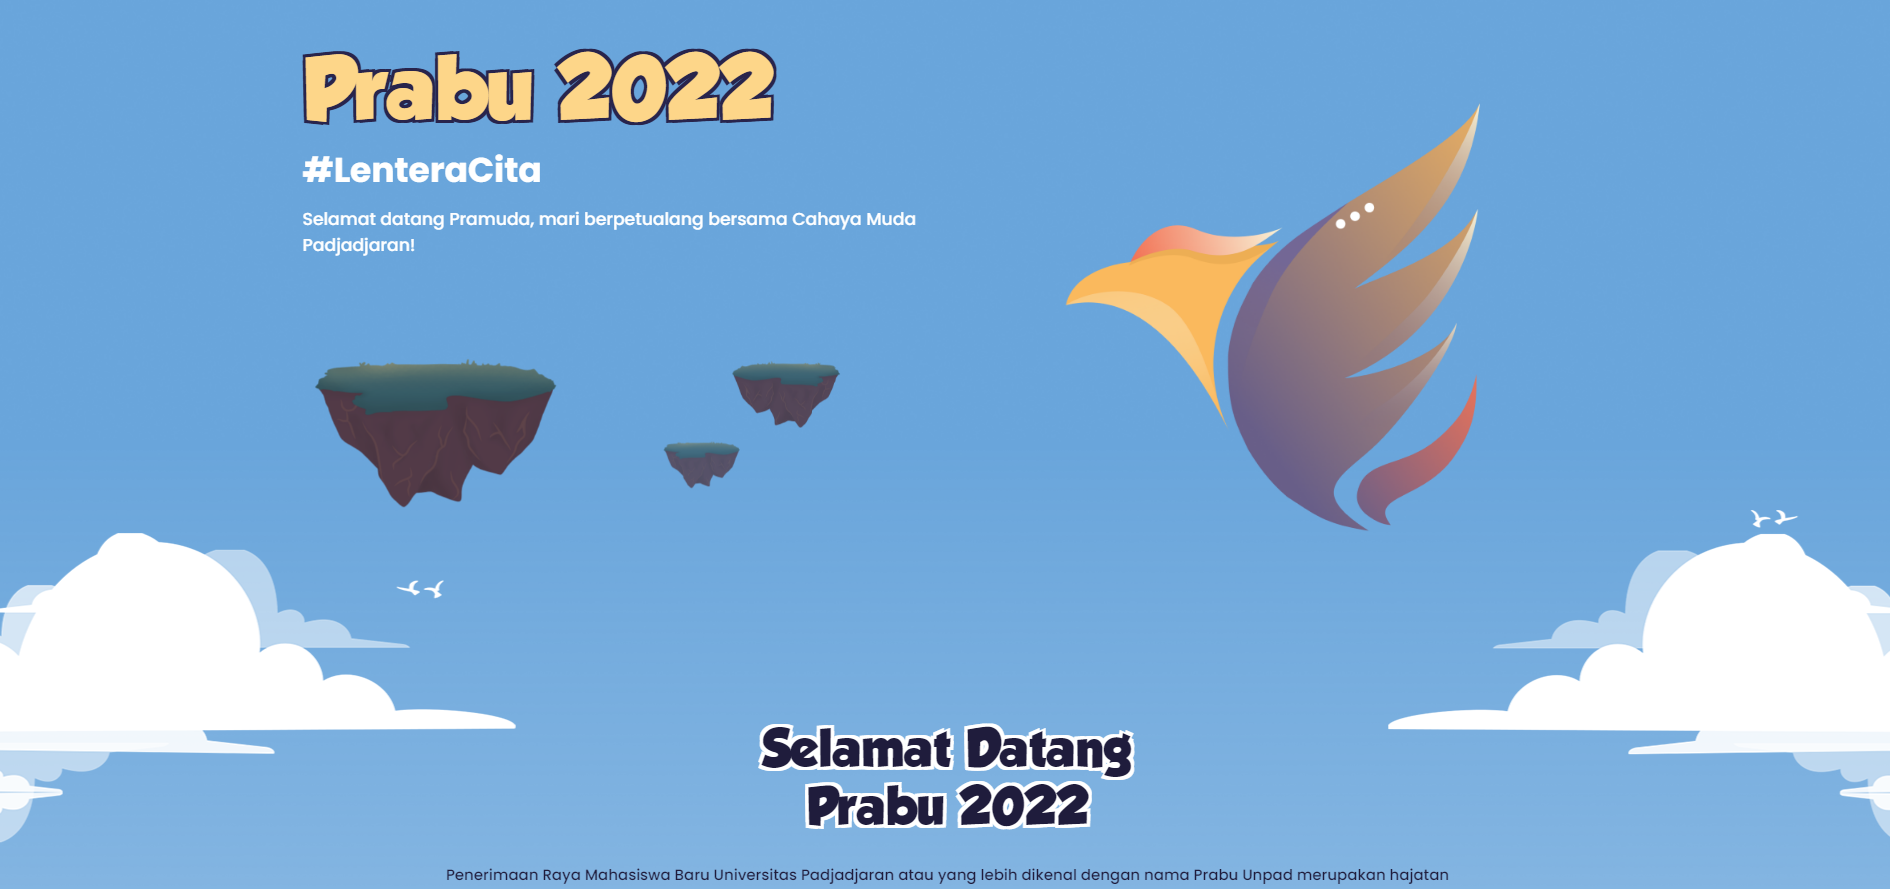 Prabu 2022
#LenteraCita
Selamat datang Pramuda, mari berpetualang bersama Cahaya Muda
Padjadjaran!
Selamat Datang
Prabu 2022
Penerimaan Raya Mahasiswa Baru Universitas Padjadjaran atau yang lebih dikenal dengan nama Prabu Unpad merupakan hajatan